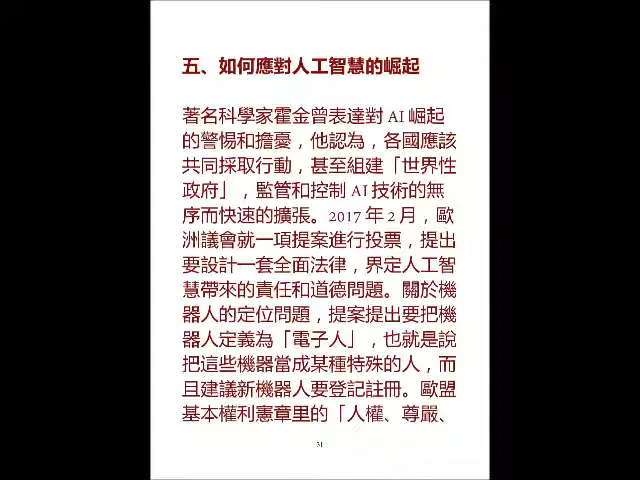 五、如何應對人工智慧的崛起
著名科學家霍金曾表達對 AI 崛起
的警惕和擔憂，他認為，各國應該
共同採取行動，甚至組建「世界性
政府」，監管和控制 AI 技術的無
序而快速的擴張。2017 年 2 月，歐
洲議會就一項提案進行投票，提出
要設計一套全面法律，界定人工智
慧帶來的責任和道德問題。關於機
器人的定位問題，提案提出要把機
器人定義為「電子人」，也就是說
把這些機器當成某種特殊的人，而
且建議新機器人要登記註冊。歐盟
基本權利憲章里的「人權、尊嚴、
51